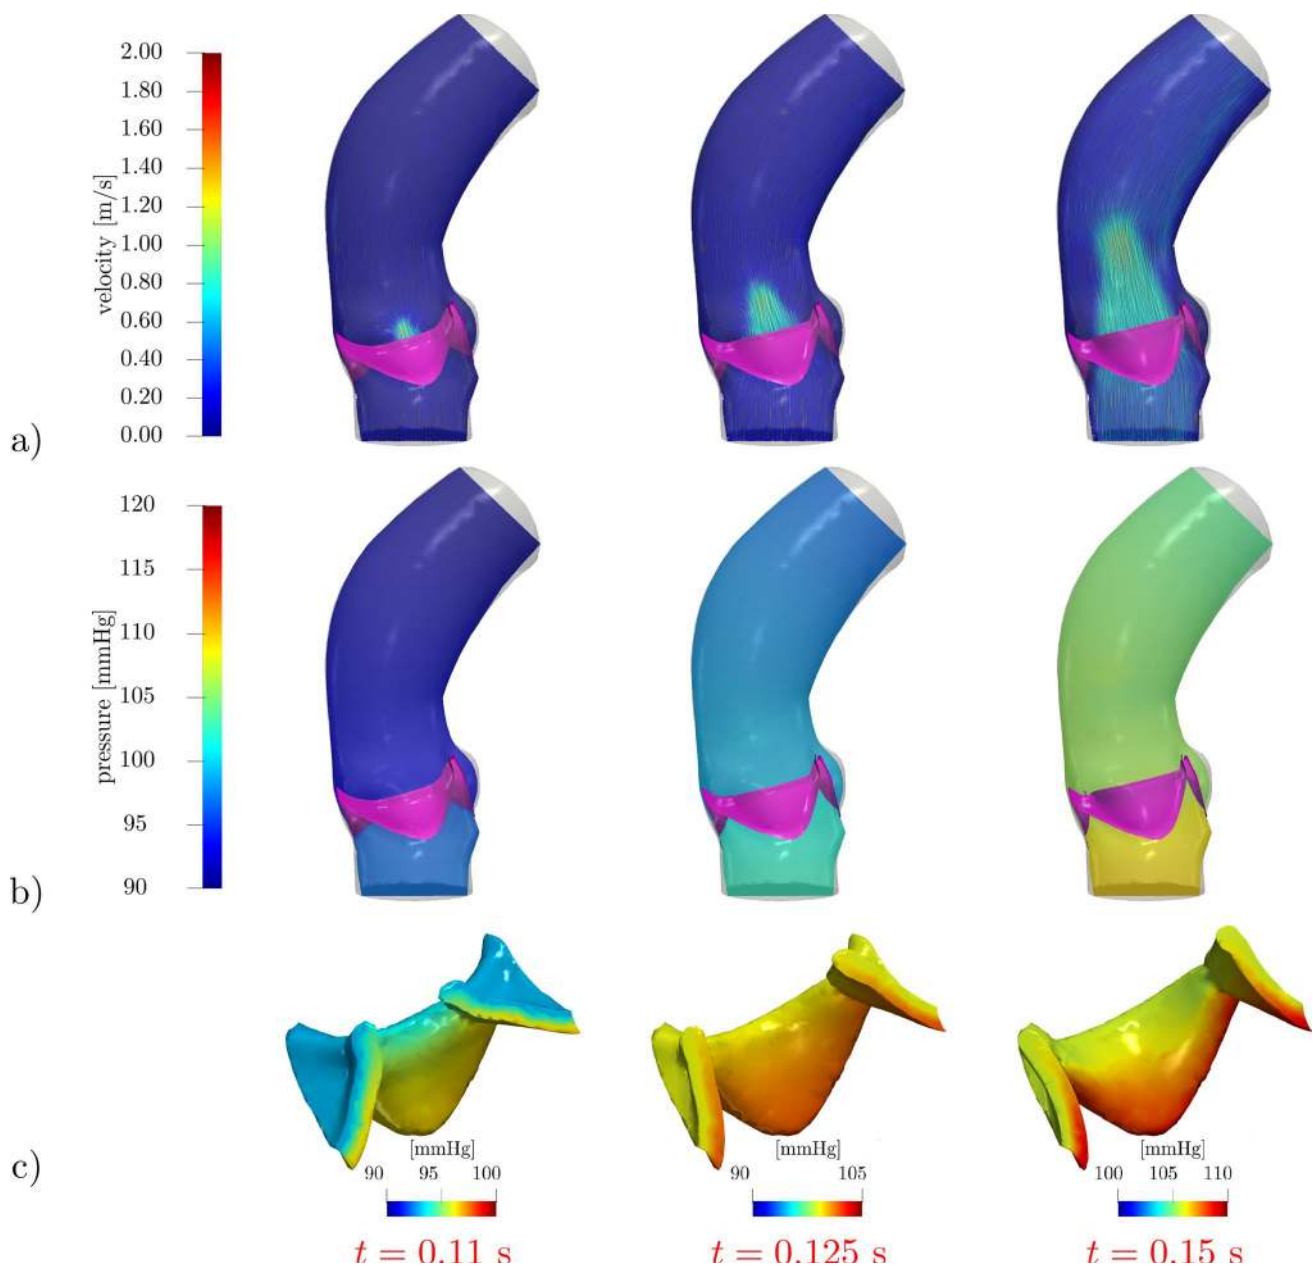 2.00
1.80
1.60
1.40
1.20
1.00
0.80
0.60
0.40
0.20
0.00
velocity [m/s]
a)
120
115
110
105
100
95
90
pressure [mmHg]
b)
c)
[mmHg]
90 95 100
[mmHg]
90 105
[mmHg]
100 105 110
t = 0.11 s
t = 0.125 s
t = 0.15 s